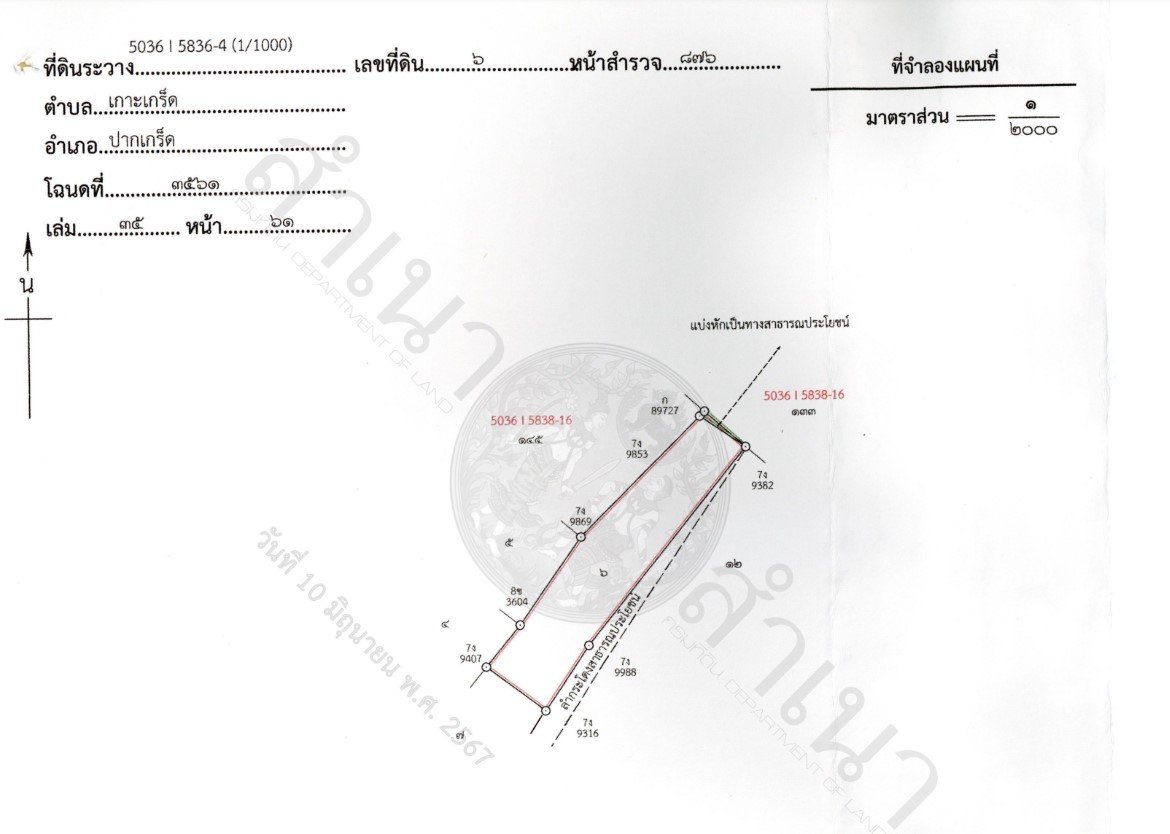 5036 I 5836-4 (1/1000)
ที่ดินระวาง........ เลขที่ดิน....๖....หน้าสำรวจ....๘๗๖....
ที่จำลองแผนที่
ตำบล เกาะเกร็ด
มาตราส่วน ══ ๑/๒๐๐๐
อำเภอ ปากเกร็ด
โฉนดที่ ๓๕๖๑
เล่ม ๓๕ หน้า ๖๑
น
แบ่งหักเป็นทางสาธารณประโยชน์
5036 I 5838-16
๑๓๓
ก
89727
5036 I 5838-16
๑๔๕
7ง
9853
7ง
9382
7ง
9869
๕
๖
๑๒
8ข
3604
๔
7ง
9407
ลำกระโดงสาธารณประโยชน์
7ง
9988
7ง
9316
๗
สำเนา
กรมที่ดิน DEPARTMENT OF LAND
วันที่ 10 มิถุนายน พ.ศ. 2567
สำเนา
กรมที่ดิน DEPARTMENT OF LAND